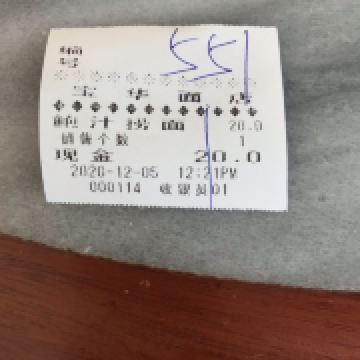 编号 551
宝华面店
鲍汁捞面 20.0
销售个数 1
现金 20.0
2020-12-05 12:21PM
000114 收银员01